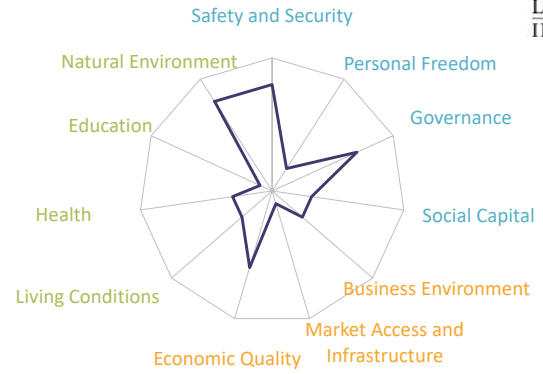 Safety and Security
Natural Environment
Personal Freedom
Education
Governance
Health
Social Capital
Living Conditions
Business Environment
Economic Quality
Market Access and
Infrastructure